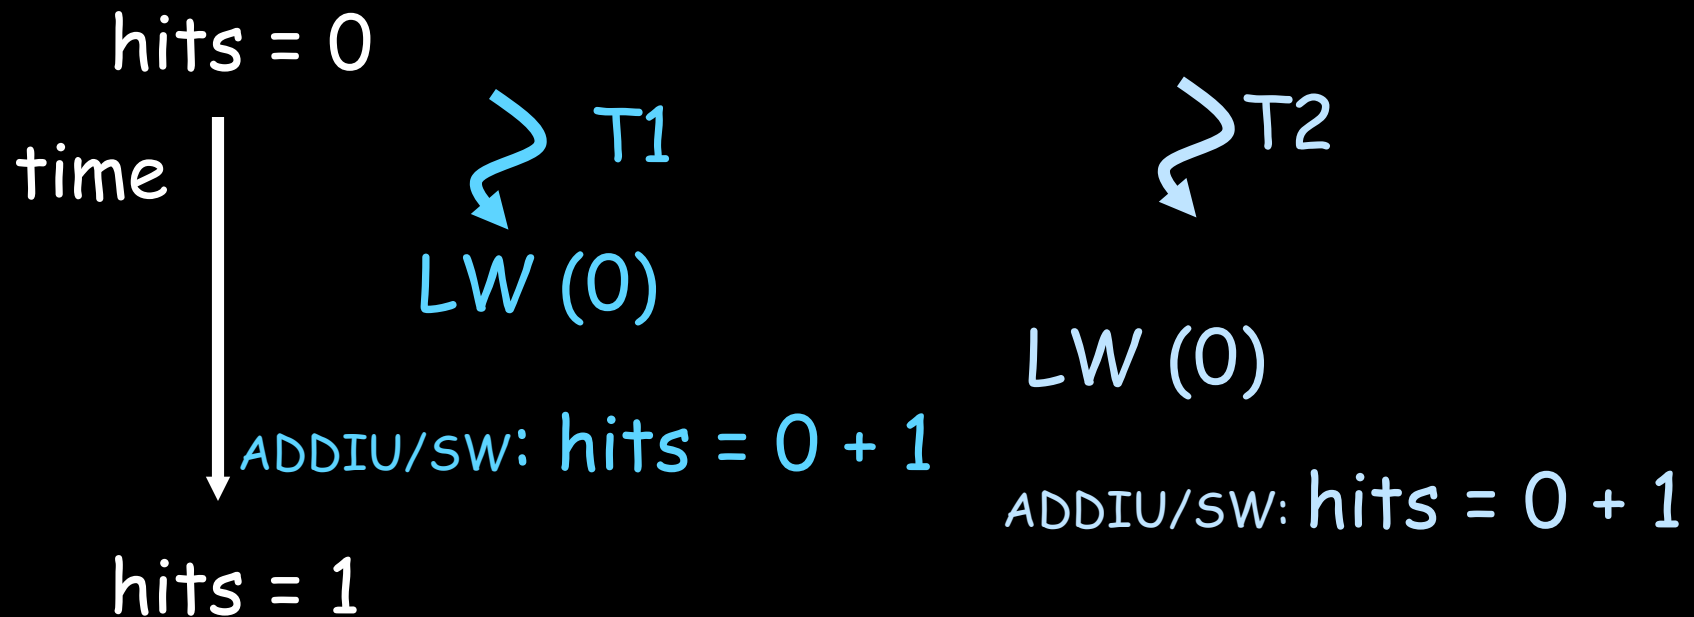 hits = 0
T1
T2
time
LW (0)
LW (0)
ADDIU/SW: hits = 0 + 1
ADDIU/SW: hits = 0 + 1
hits = 1